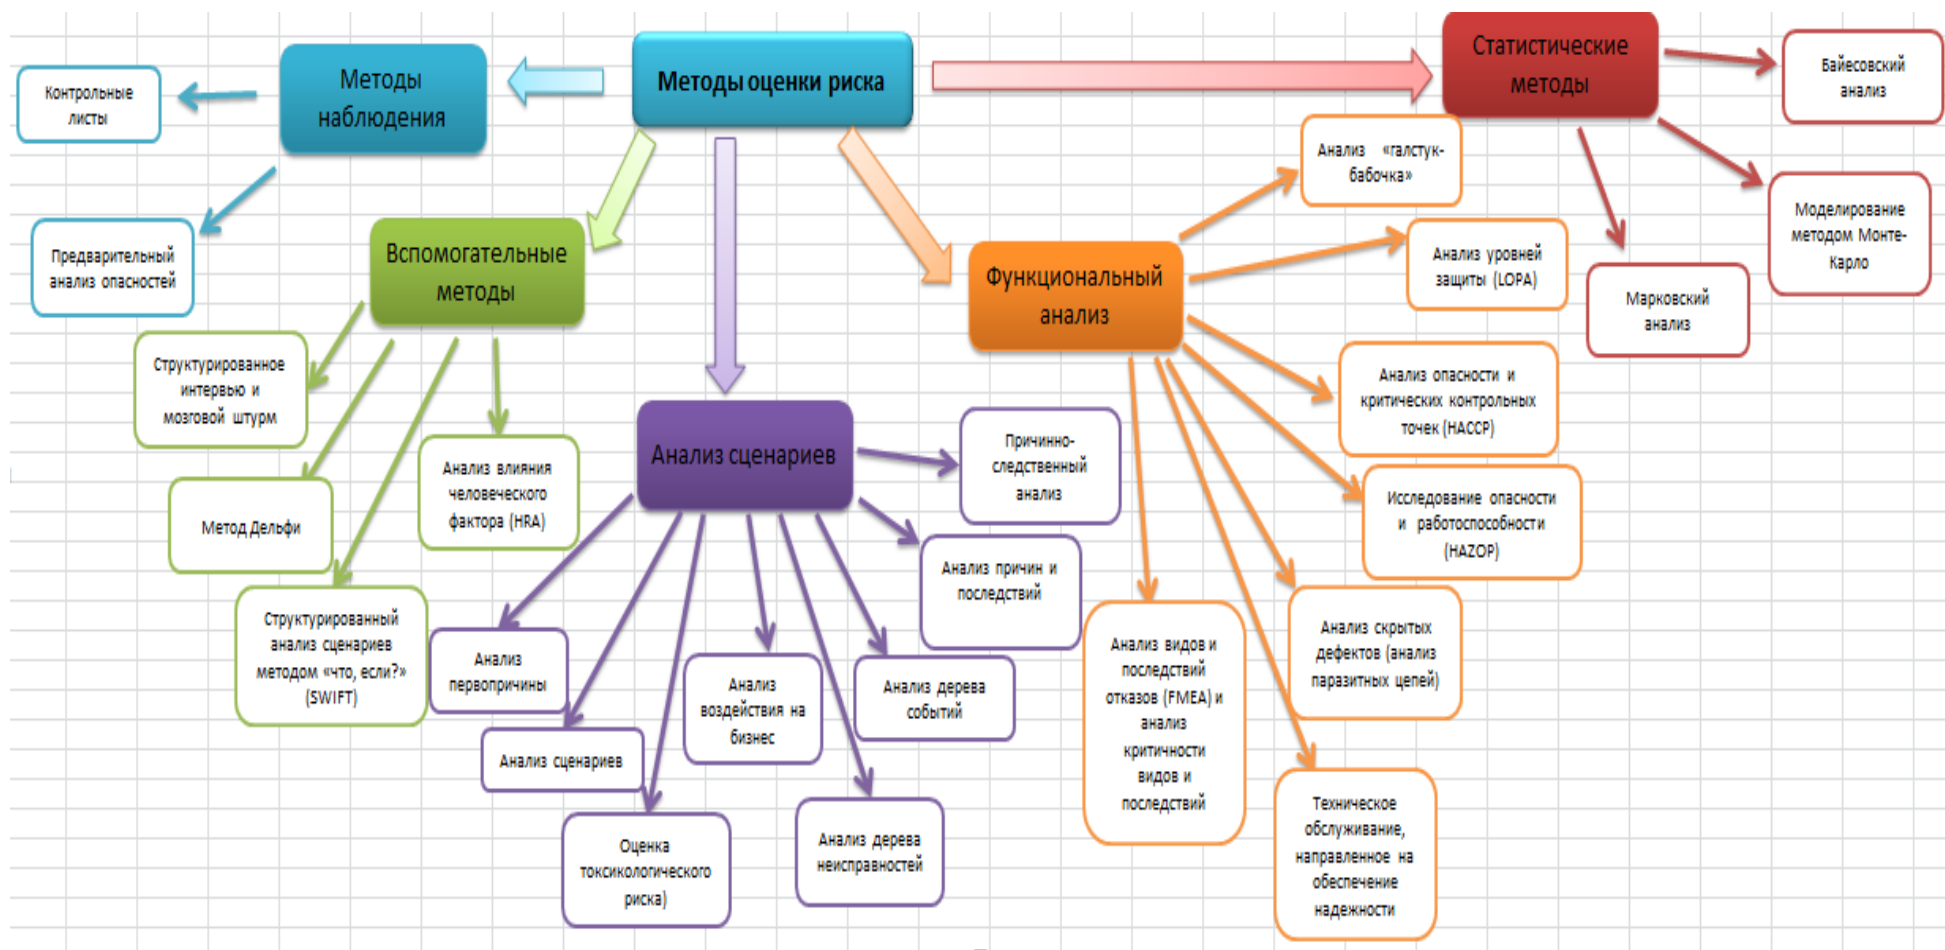 Методы оценки риска
Методы
наблюдения
Контрольные
листы
Предварительный
анализ опасностей
Вспомогательные
методы
Структурированное
интервью и
мозговой штурм
Метод Дельфи
Структурированный
анализ сценариев
методом «что, если?»
(SWIFT)
Анализ влияния
человеческого
фактора (HRA)
Анализ сценариев
Анализ
первопричины
Анализ сценариев
Оценка
токсикологического
риска)
Анализ
воздействия на
бизнес
Анализ дерева
неисправностей
Анализ дерева
событий
Анализ причин и
последствий
Причинно-
следственный
анализ
Функциональный
анализ
Анализ «галстук-
бабочка»
Анализ уровней
защиты (LOPA)
Анализ опасности и
критических контрольных
точек (HACCP)
Исследование опасности
и работоспособности
(HAZOP)
Анализ скрытых
дефектов (анализ
паразитных цепей)
Техническое
обслуживание,
направленное на
обеспечение
надежности
Анализ видов и
последствий
отказов (FMEA) и
анализ
критичности
видов и
последствий
Статистические
методы
Байесовский
анализ
Моделирование
методом Монте-
Карло
Марковский
анализ